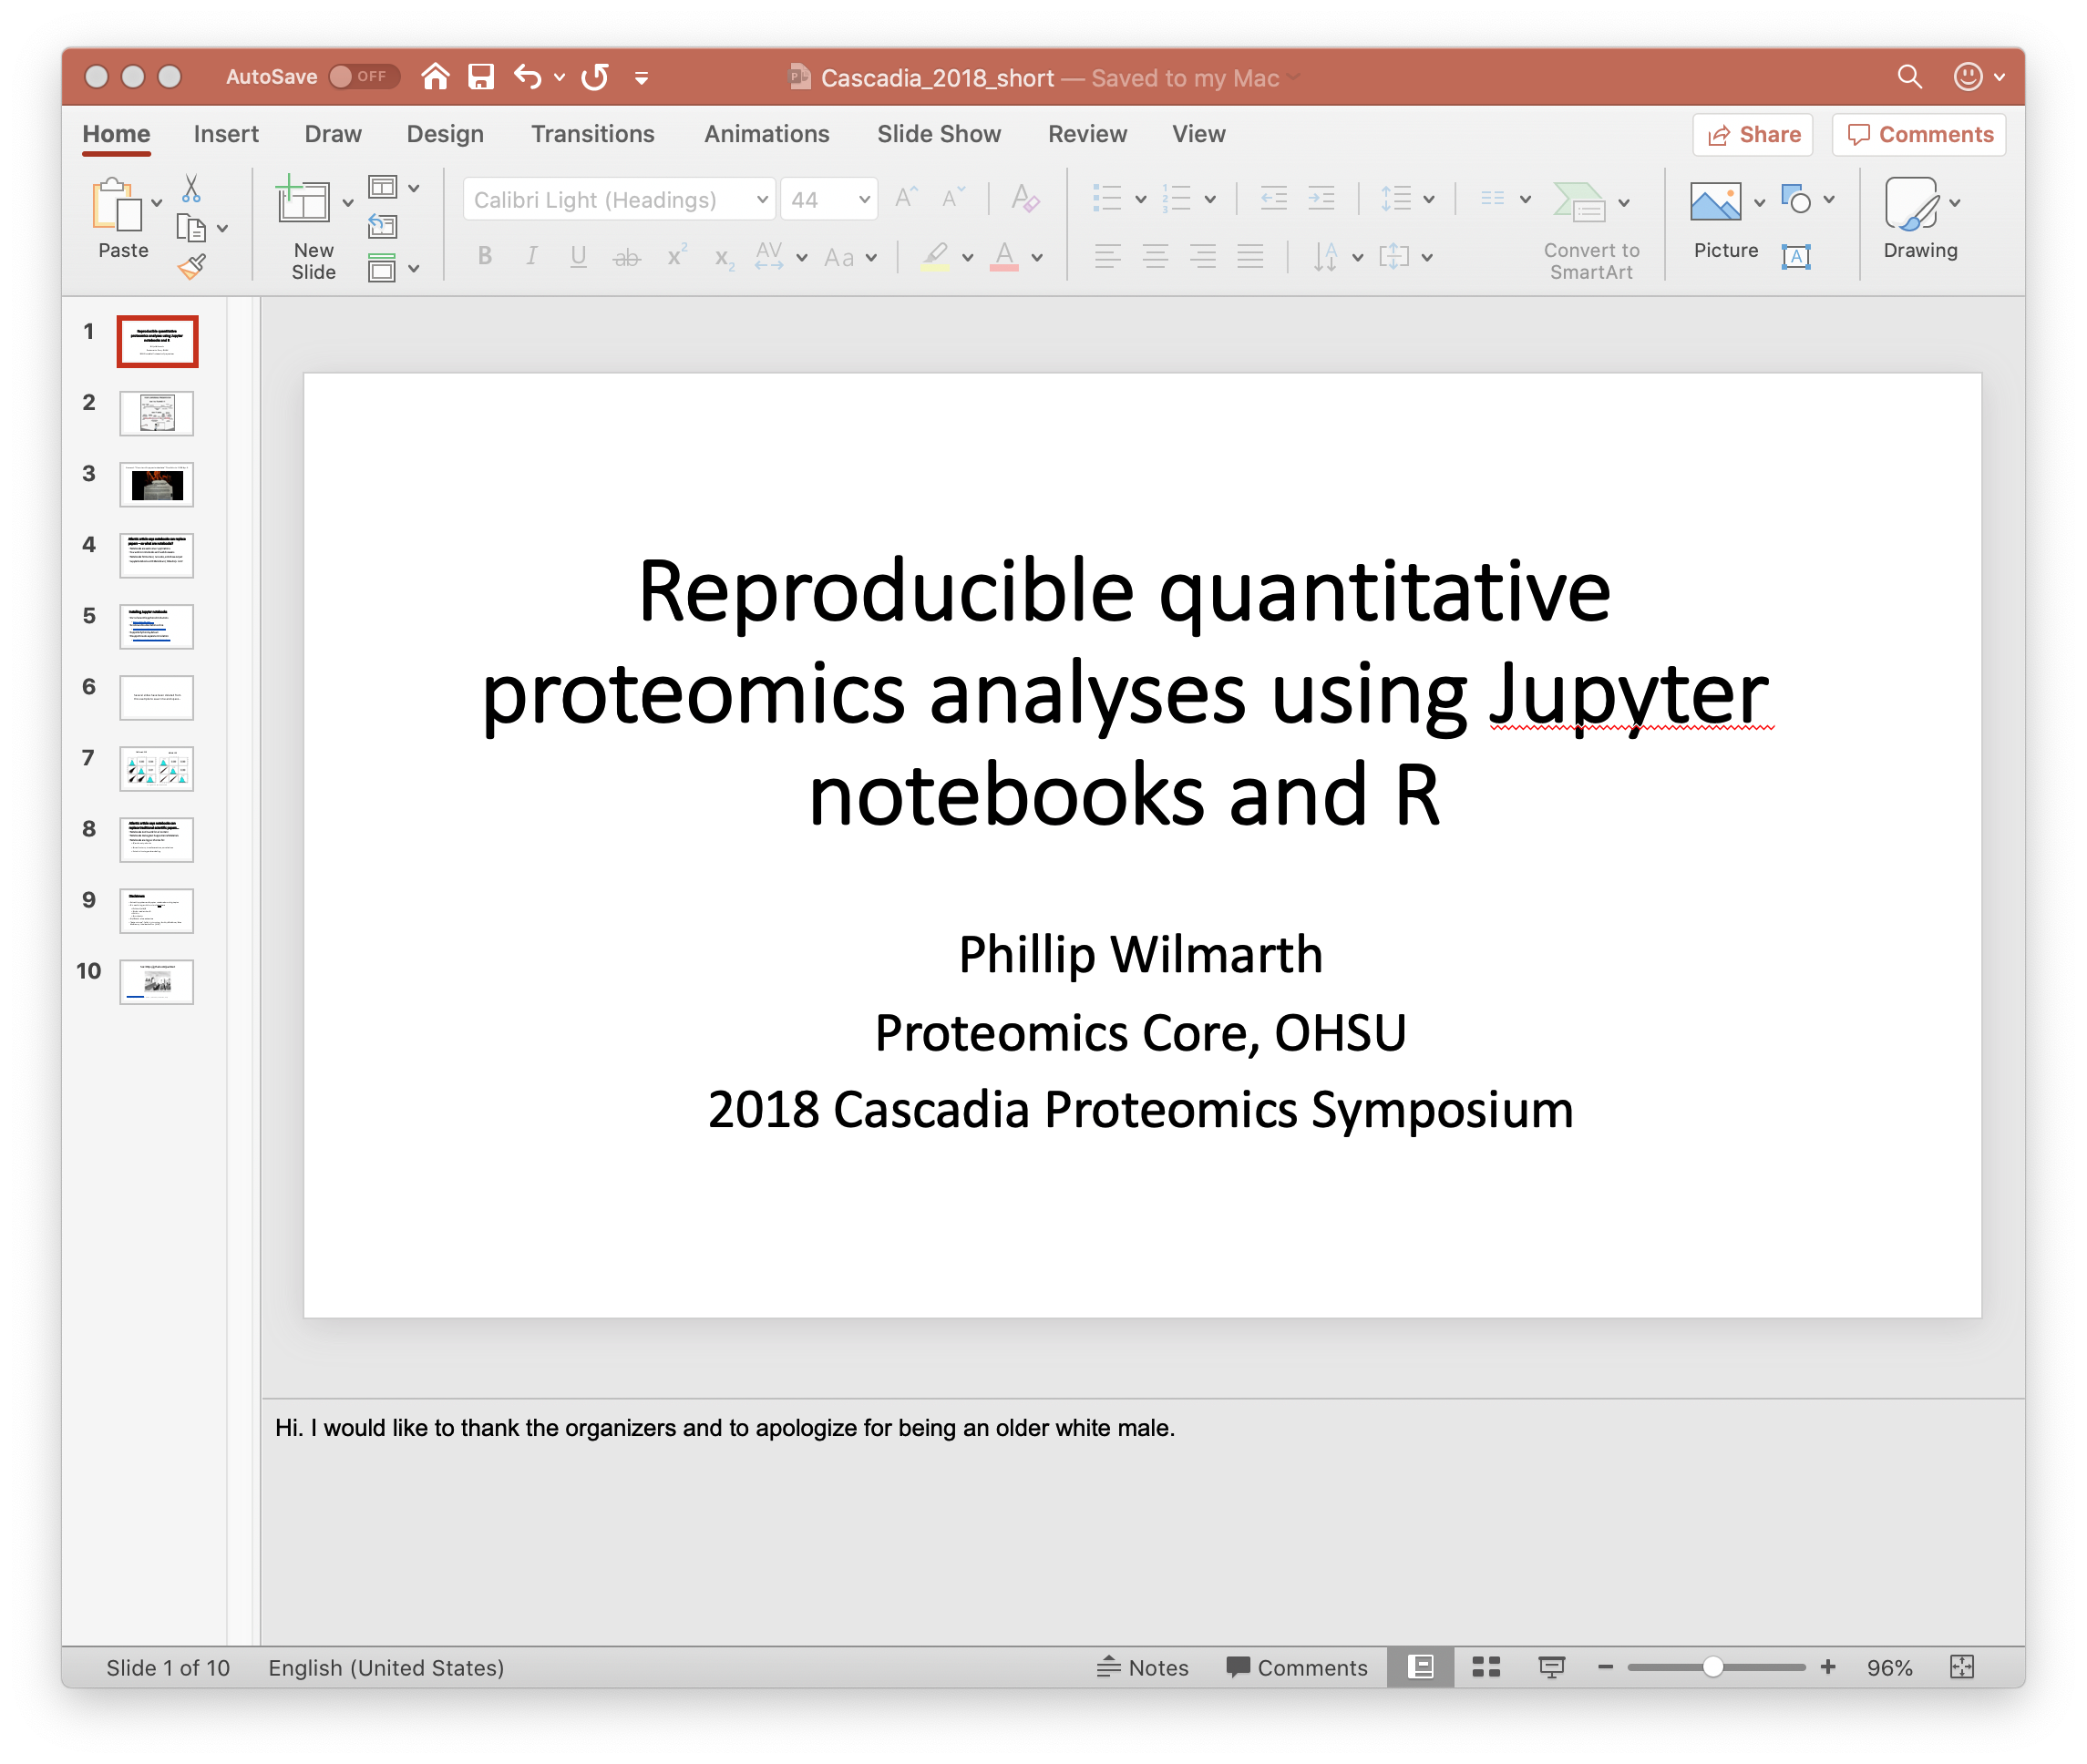 AutoSave OFF
Cascadia_2018_short — Saved to my Mac
Home Insert Draw Design Transitions Animations Slide Show Review View Share Comments
Paste
New Slide
Calibri Light (Headings) 44
Convert to SmartArt
Picture
Drawing
1
2
3
4
5
6
7
8
9
10
Reproducible quantitative
proteomics analyses using Jupyter
notebooks and R
Phillip Wilmarth
Proteomics Core, OHSU
2018 Cascadia Proteomics Symposium
Hi. I would like to thank the organizers and to apologize for being an older white male.
Slide 1 of 10 English (United States) Notes Comments 96%